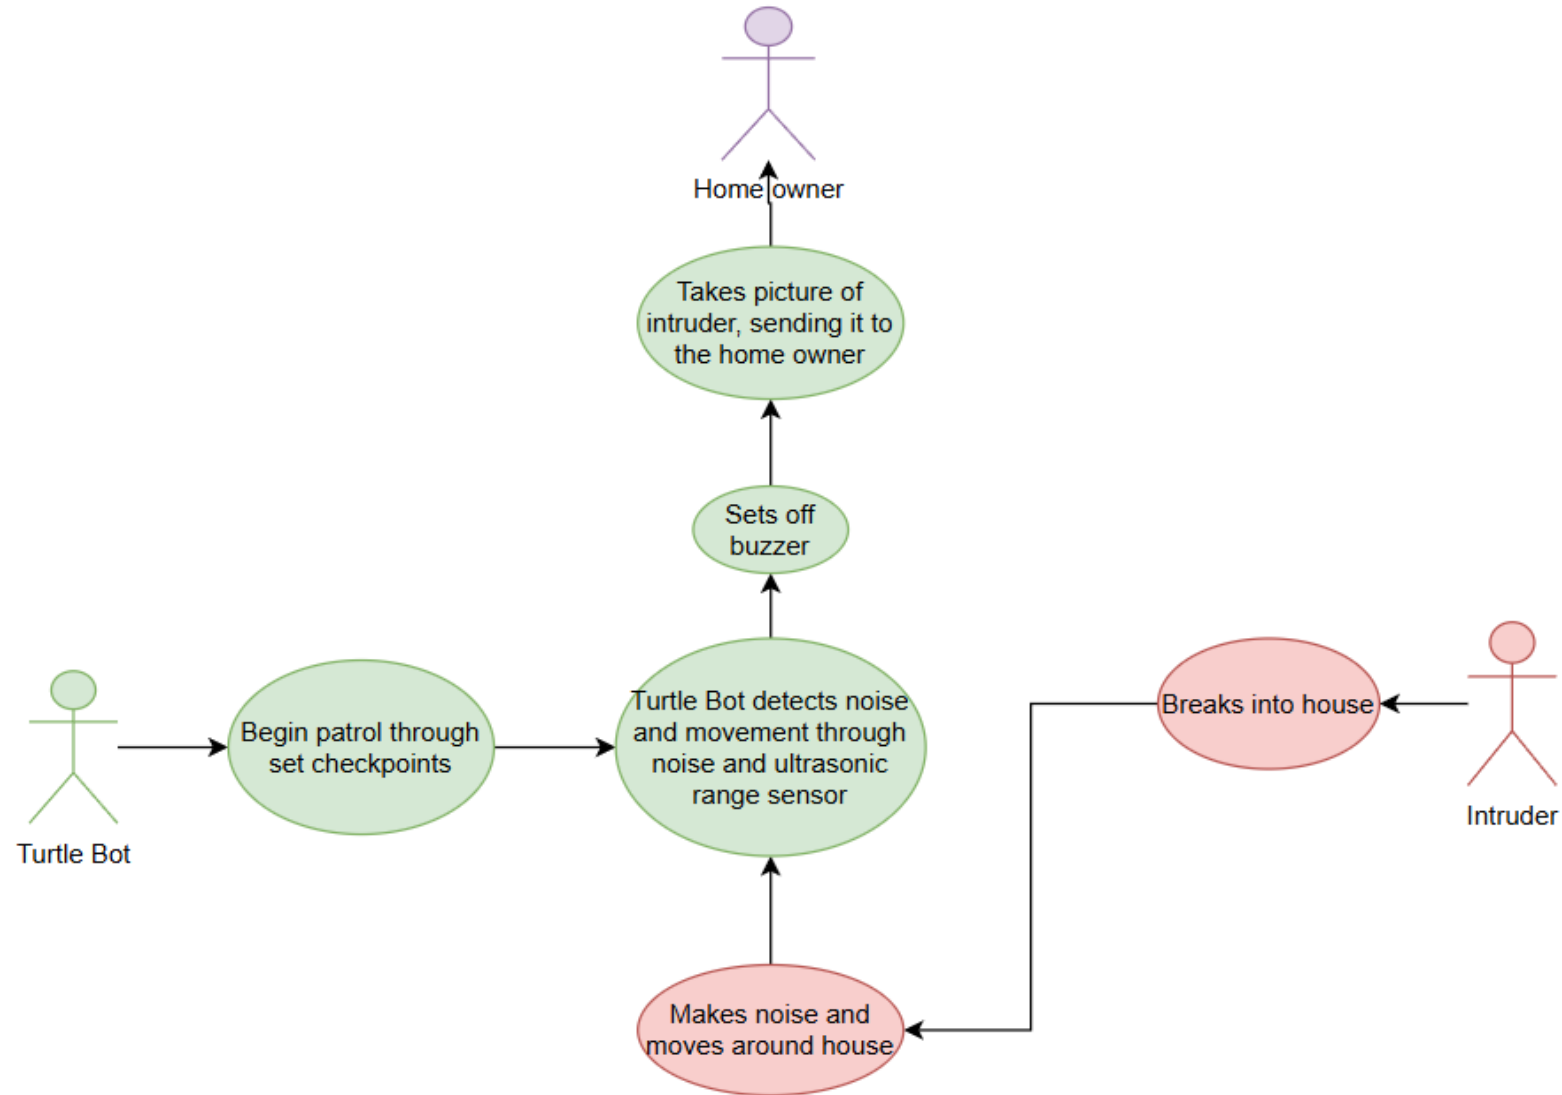 Home owner
Takes picture of
intruder, sending it to
the home owner
Sets off
buzzer
Turtle Bot
Begin patrol through
set checkpoints
Turtle Bot detects noise
and movement through
noise and ultrasonic
range sensor
Breaks into house
Intruder
Makes noise and
moves around house